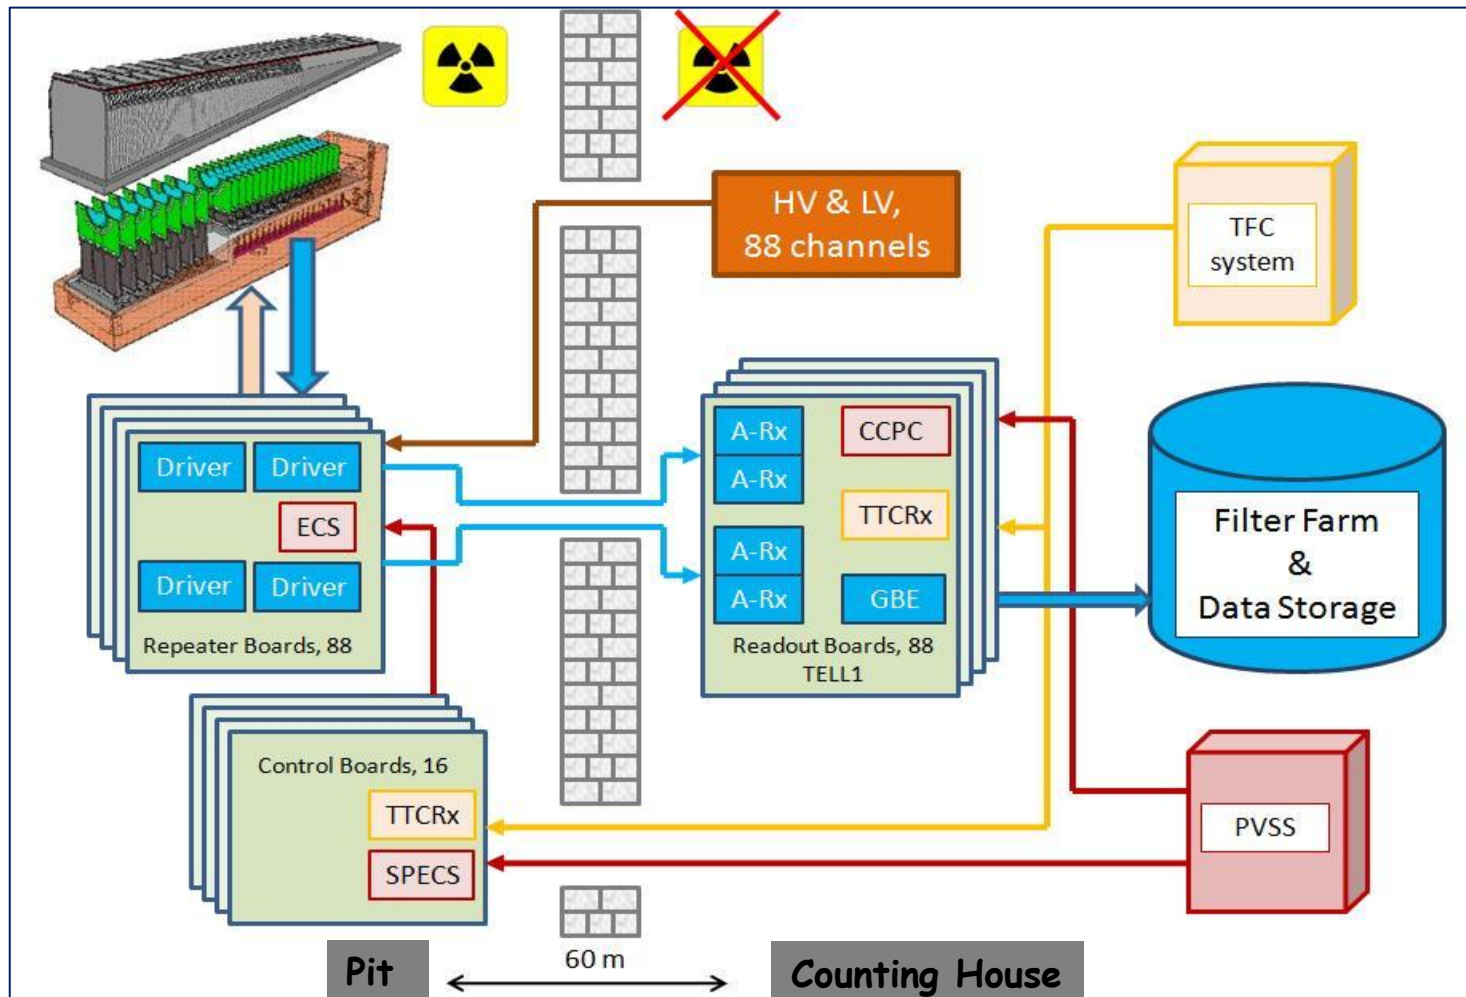 HV & LV,
88 channels
TFC
system
Driver
Driver
ECS
Driver
Driver
Repeater Boards, 88
A-Rx
A-Rx
A-Rx
A-Rx
CCPC
TTCRx
GBE
Readout Boards, 88
TELL1
Filter Farm
&
Data Storage
Control Boards, 16
TTCRx
SPECS
PVSS
Pit
60 m
Counting House